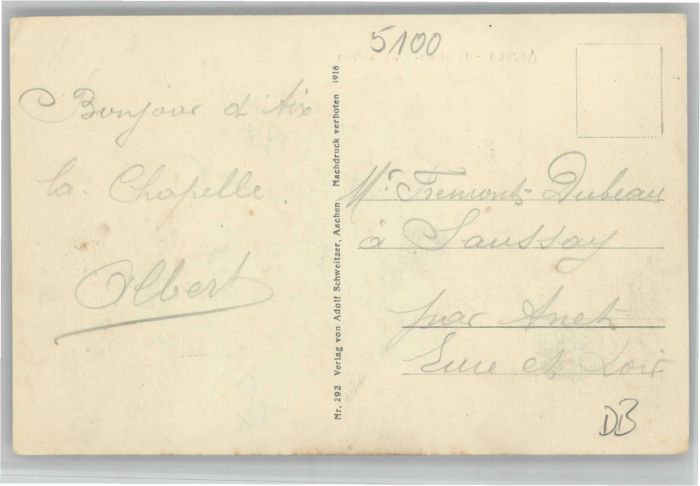 5100
Bonjour d Aix
la Chapelle
Albert
Nr. 292 Verlag von Adolf Schweitzer, Aachen Nachdruck verboten 1916
Mr Fremont-Dubeau
à Saussay
par Anet
Eure et Loir
DB